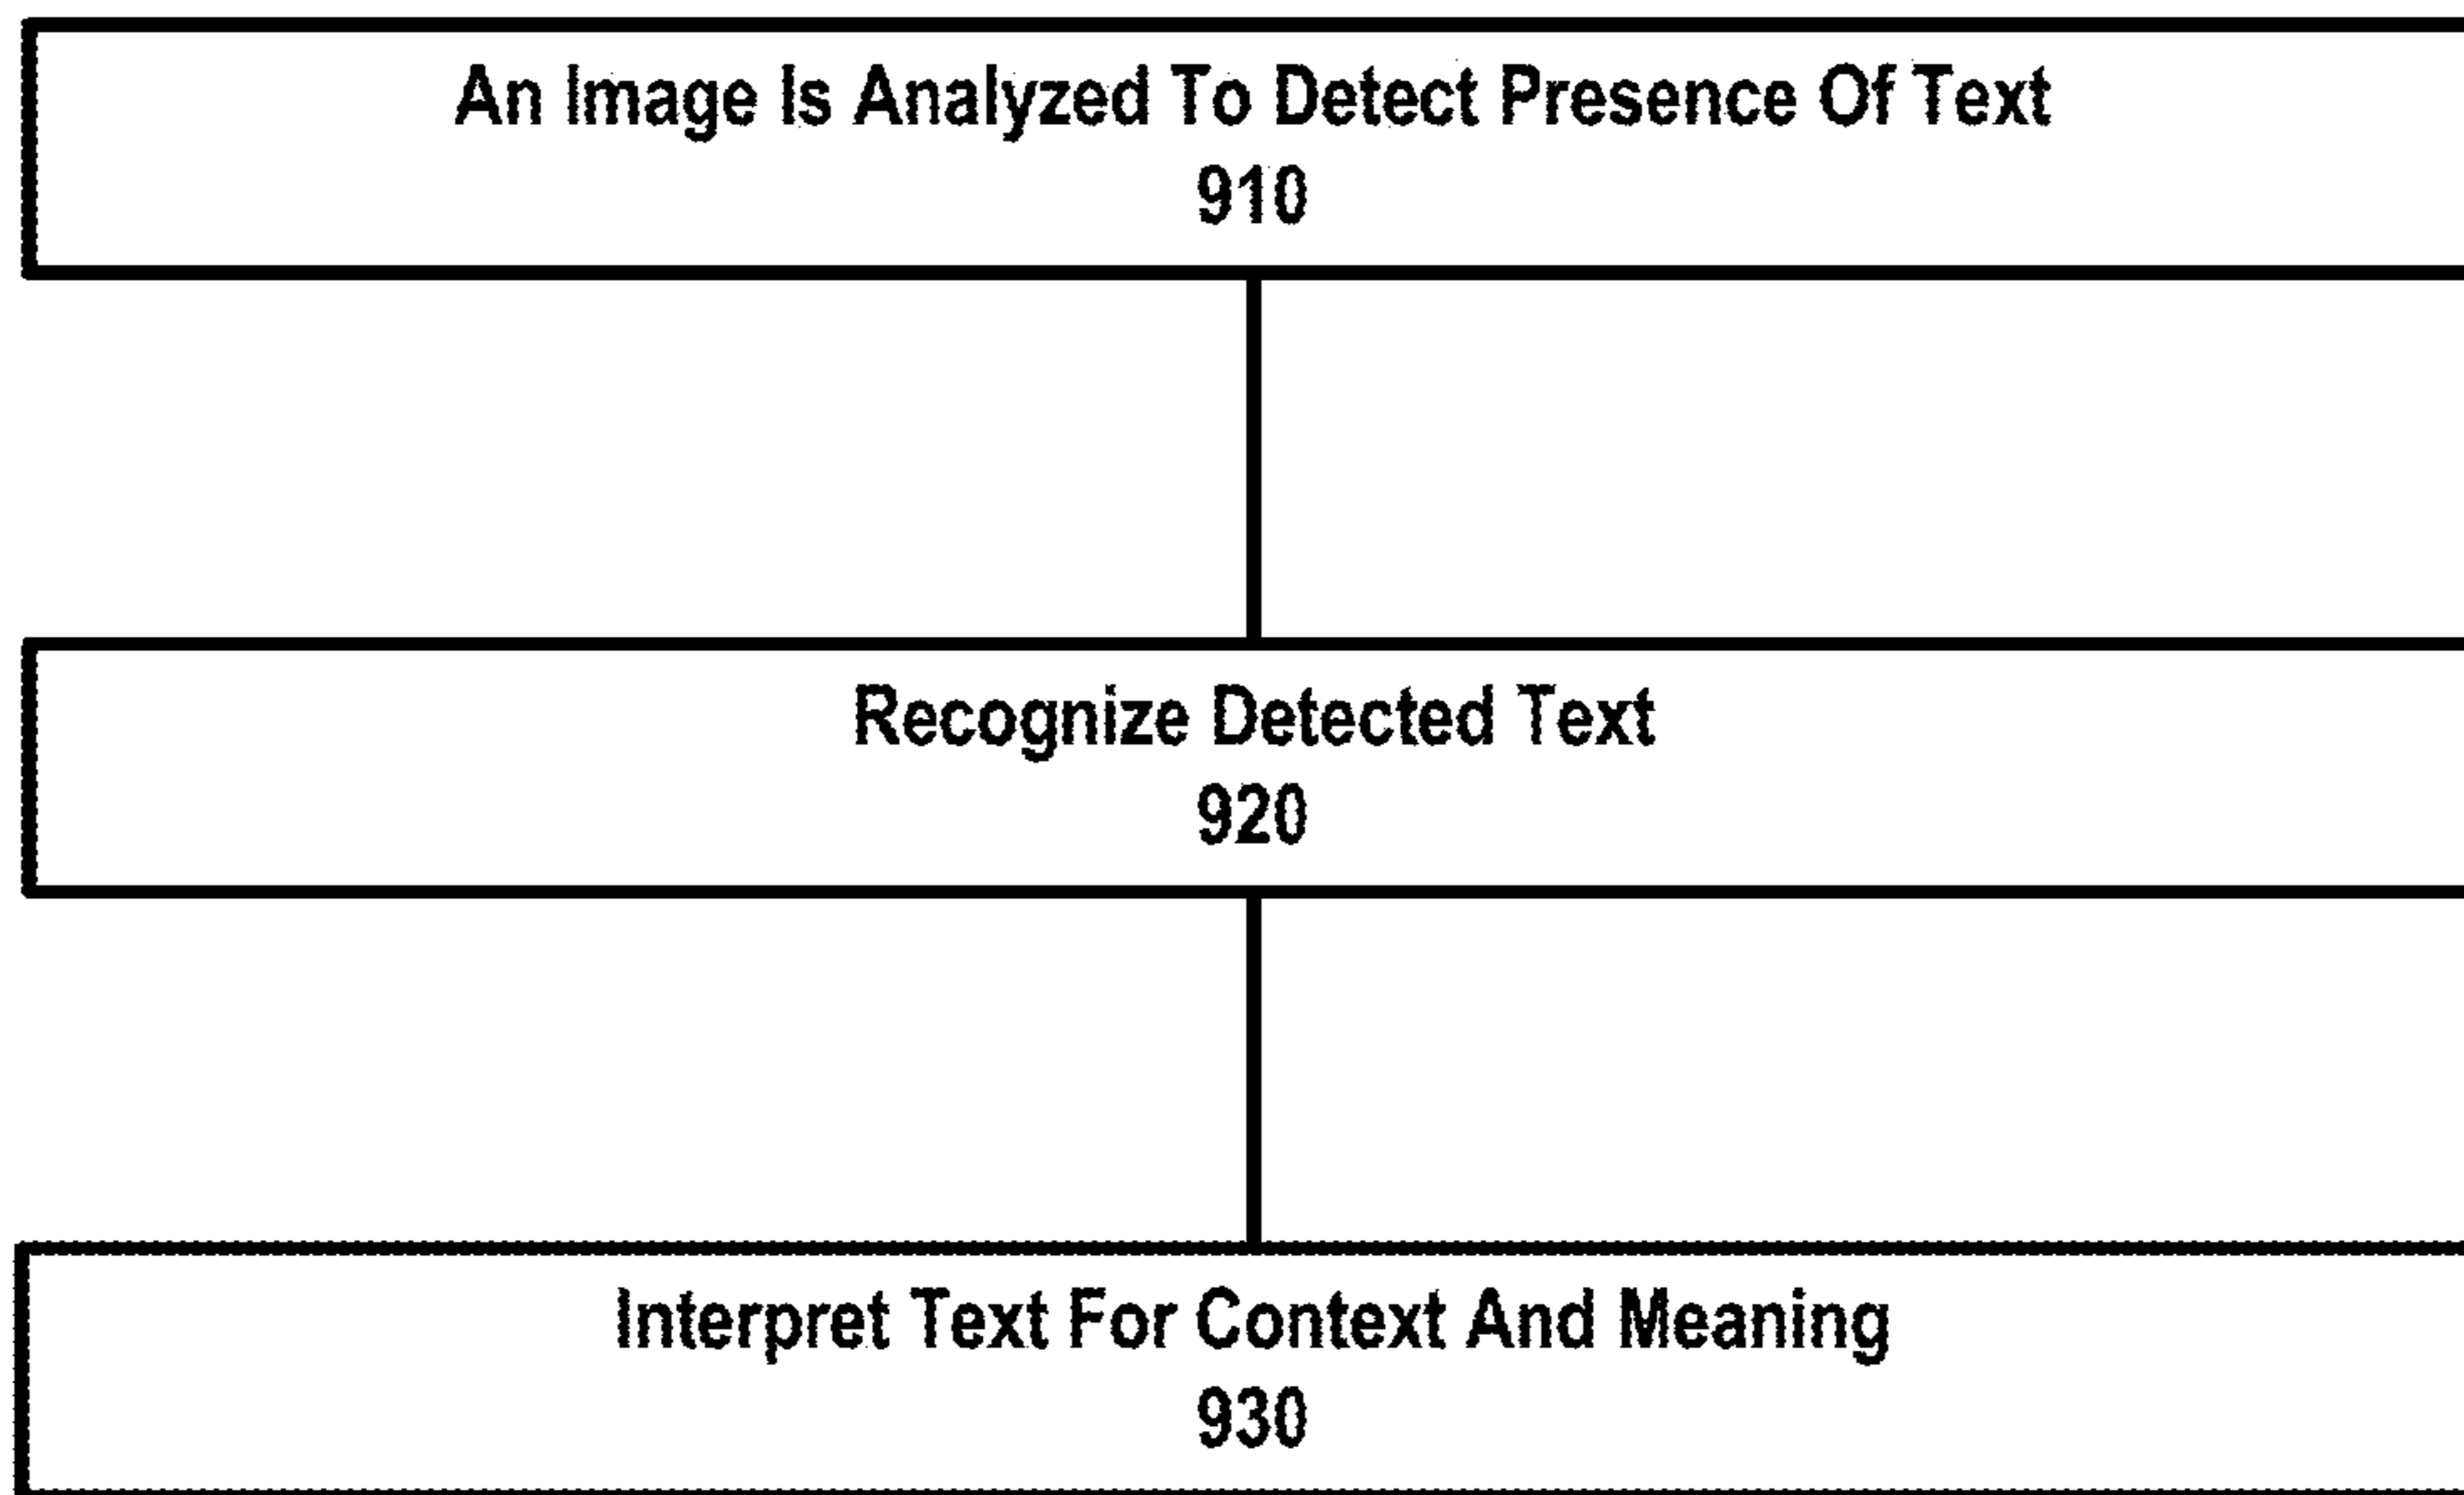 An Image Is Analyzed To Detect Presence Of Text
910
Recognize Detected Text
920
Interpret Text For Context And Meaning
930